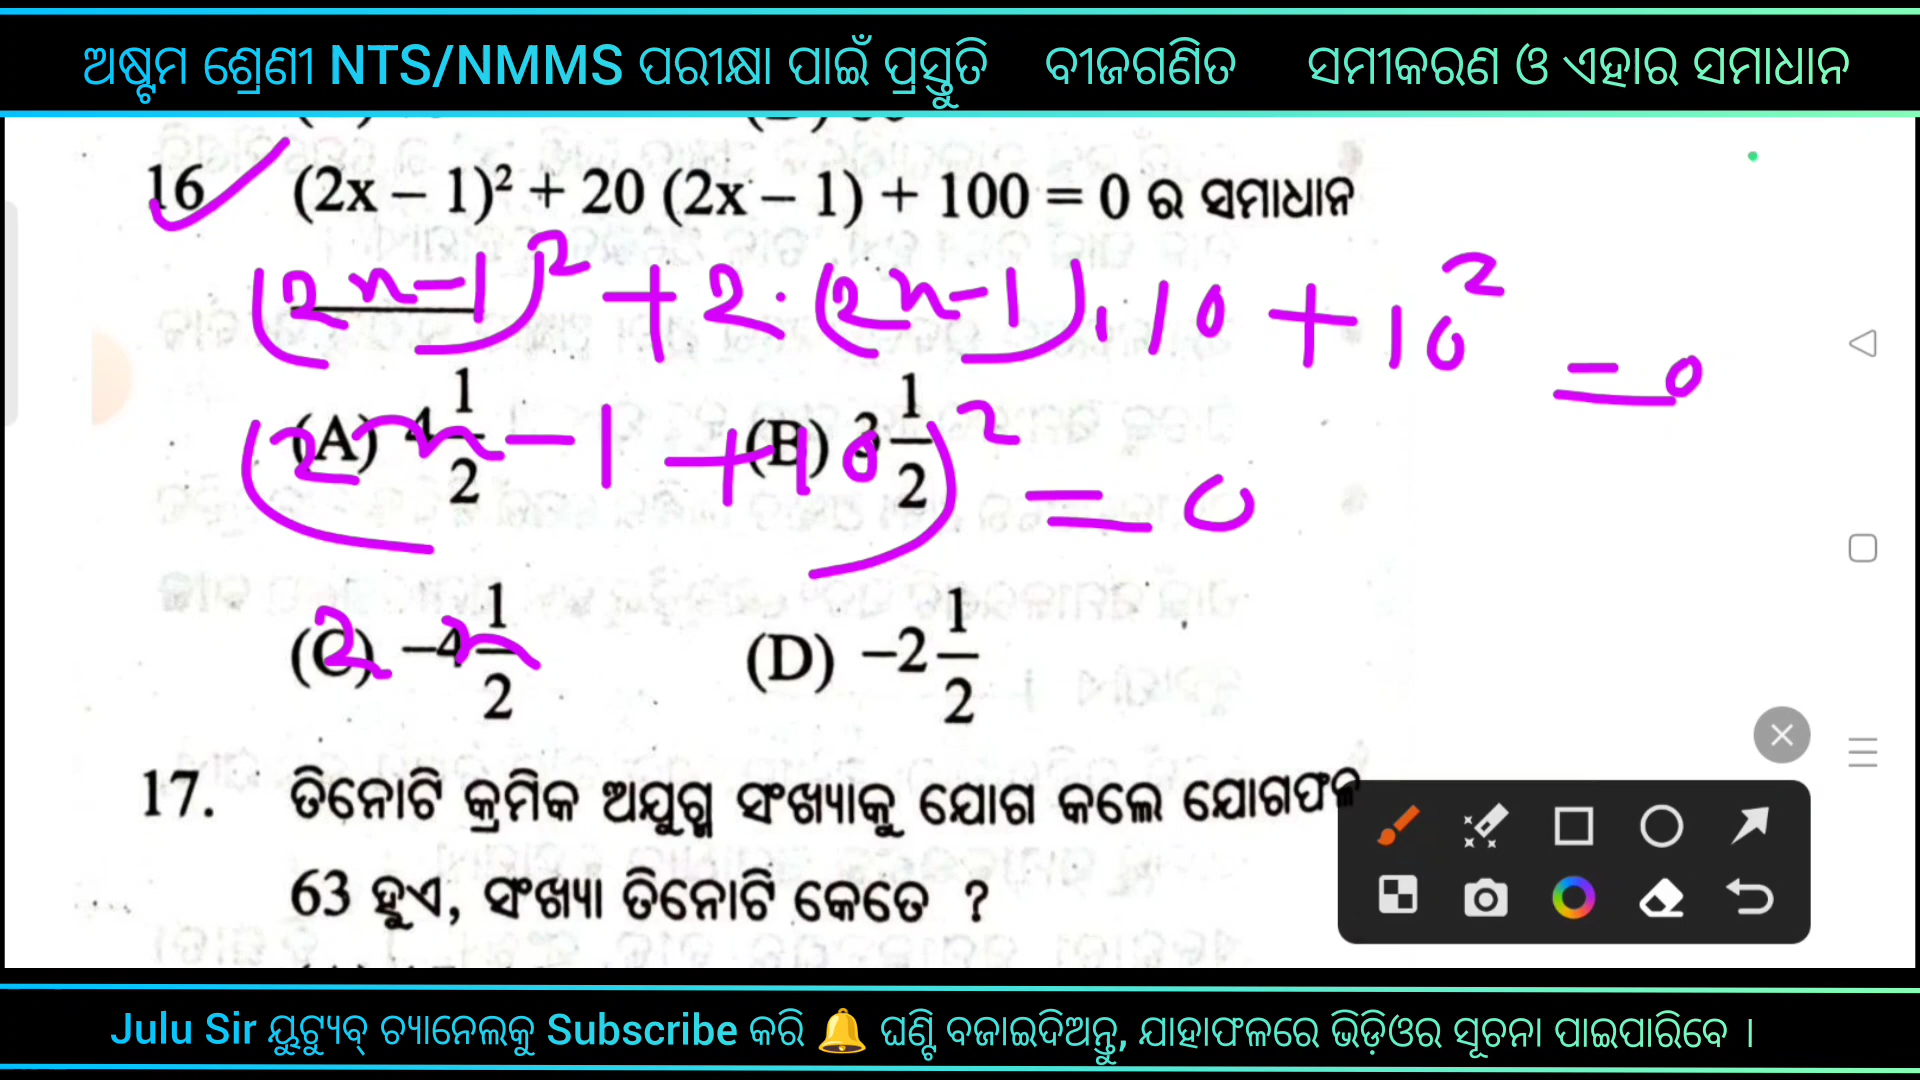 ଅଷ୍ଟମ ଶ୍ରେଣୀ NTS/NMMS ପରୀକ୍ଷା ପାଇଁ ପ୍ରସ୍ତୁତି ବୀଜଗଣିତ ସମୀକରଣ ଓ ଏହାର ସମାଧାନ
16 (2x – 1)² + 20 (2x – 1) + 100 = 0 ର ସମାଧାନ
(2x-1)² + 2·(2x-1).10 + 10² = 0
(A) 4 1/2 (B) 3 1/2
(2x-1+10)² = 0
(C) –4 1/2 (D) –2 1/2
2x
17. ତିନୋଟି କ୍ରମିକ ଅଯୁଗ୍ମ ସଂଖ୍ୟାକୁ ଯୋଗ କଲେ ଯୋଗଫଳ
63 ହୁଏ, ସଂଖ୍ୟା ତିନୋଟି କେତେ ?
Julu Sir ୟୁଟ୍ୟୁବ୍ ଚ୍ୟାନେଲକୁ Subscribe କରି 🔔 ଘଣ୍ଟି ବଜାଇଦିଅନ୍ତୁ, ଯାହାଫଳରେ ଭିଡ଼ିଓର ସୂଚନା ପାଇପାରିବେ ।